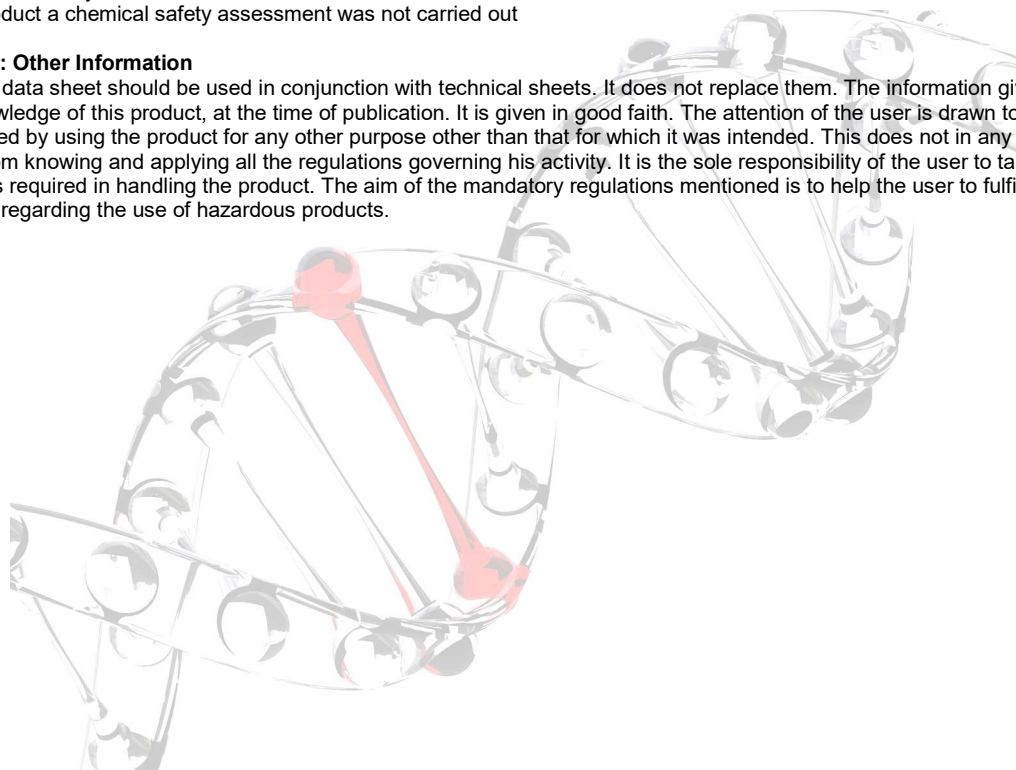 duct a chemical safety assessment was not carried out
: Other Information
data sheet should be used in conjunction with technical sheets. It does not replace them. The information
wledge of this product, at the time of publication. It is given in good faith. The attention of the user is drawn to
ed by using the product for any other purpose other than that for which it was intended. This does not in any
om knowing and applying all the regulations governing his activity. It is the sole responsibility of the user to
s required in handling the product. The aim of the mandatory regulations mentioned is to help the user to
regarding the use of hazardous products.